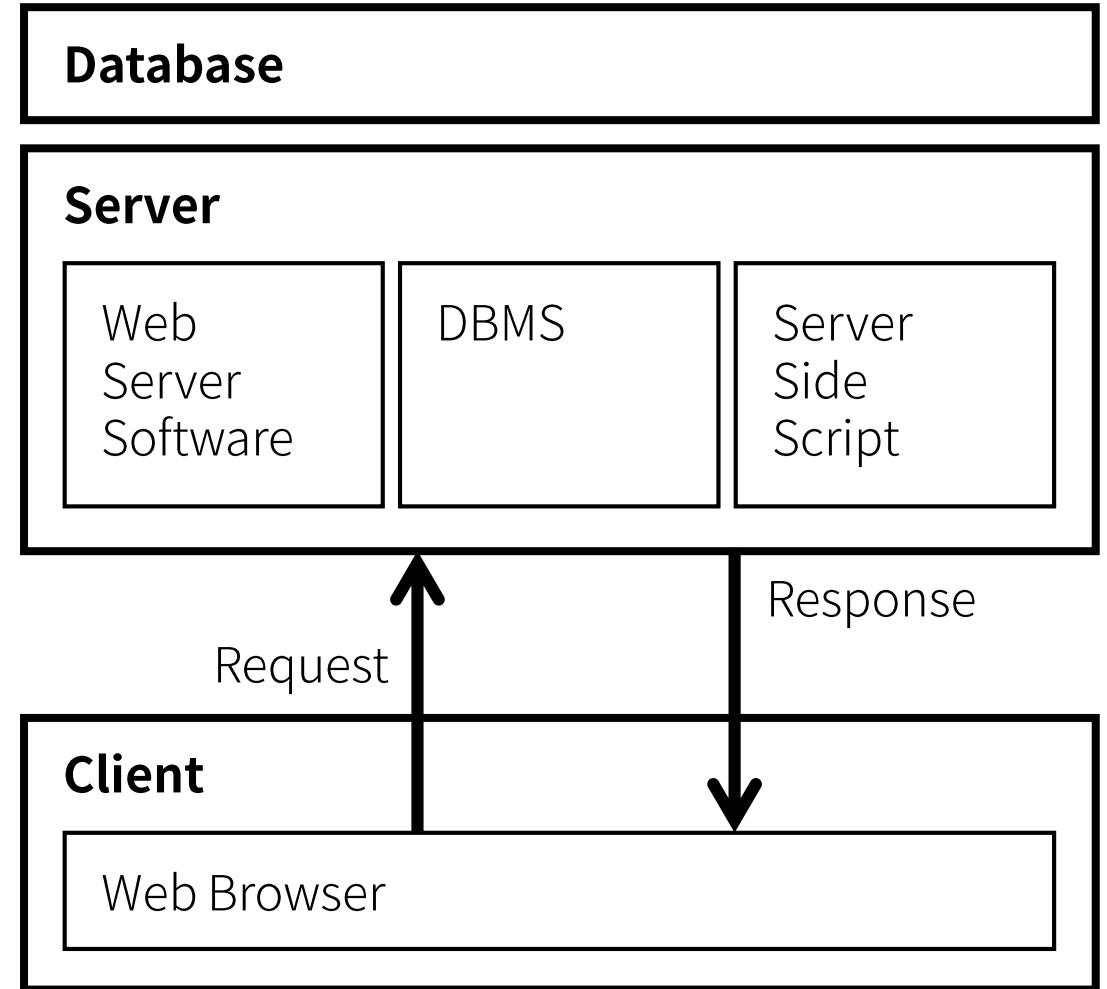 Database
Server
Web
Server
Software
DBMS
Server
Side
Script
Response
Request
Client
Web Browser